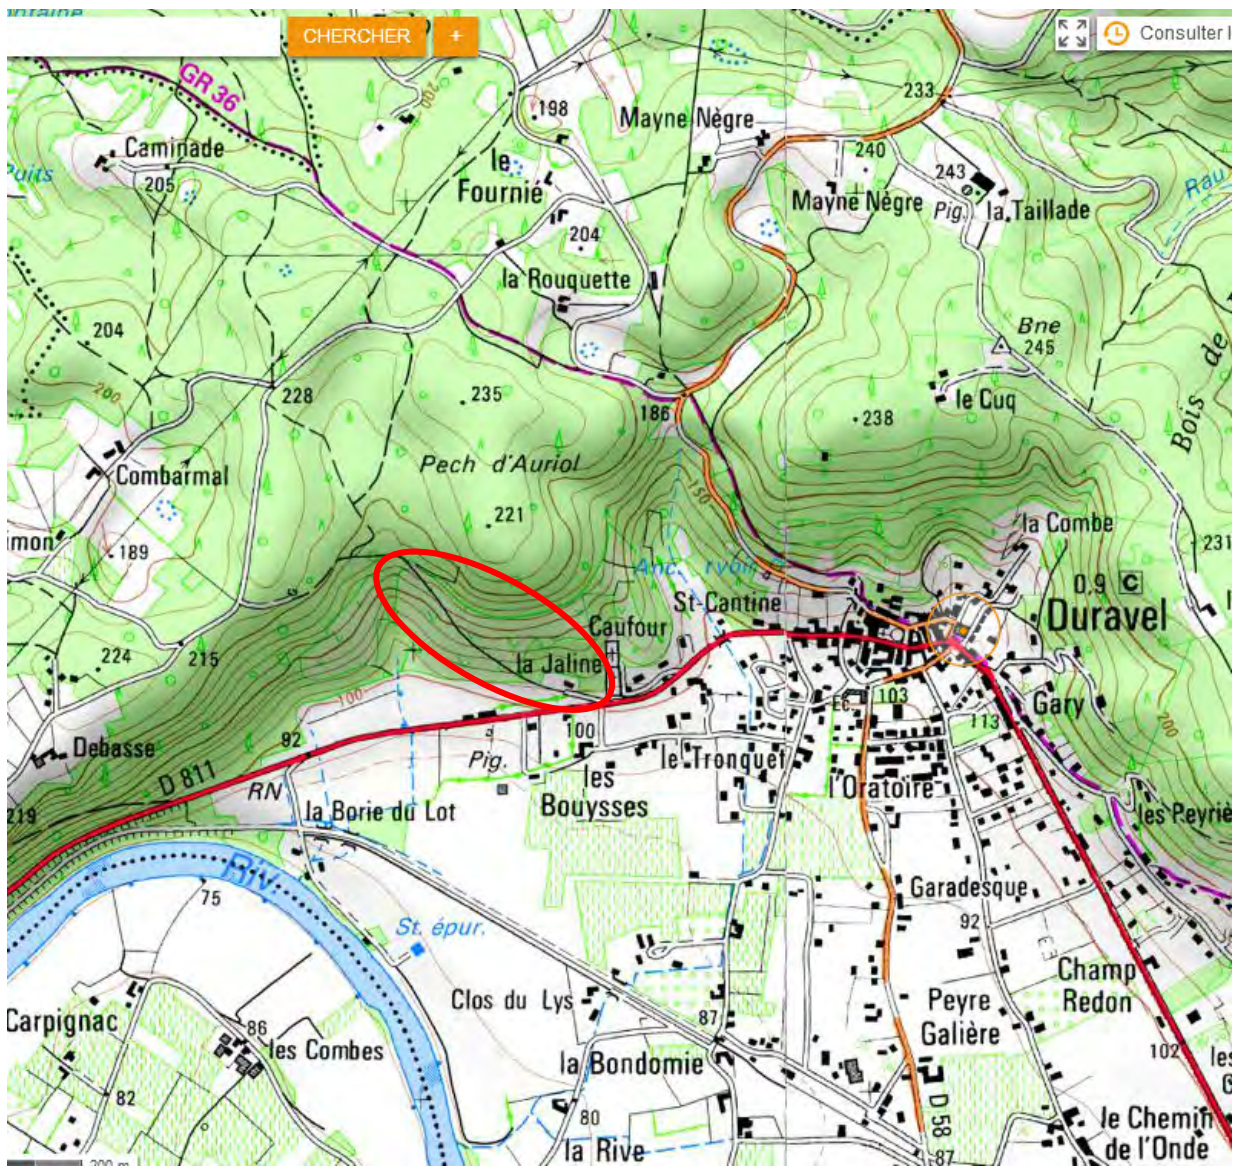 CHERCHER
+
Consulter l
GR 36
200
198
233
Mayne Nègre
Caminade
le
Fournié
240
243
205
Mayne Nègre
Pig.
la Taillade
Rau
204
la Rouquette
Bne
245
204
200
228
235
186
le Cuq
238
Bois de
Combarmal
Pech d'Auriol
150
221
la Combe
231
189
St-Cantine
0.9 C
Duravel
Caufour
224
215
la Jaline
103
Gary
200
100
113
92
100
Debasse
Pig.
le Tronquet
D 811
RN
les
Bouysses
l'Oratoire
219
la Borie du Lot
les Peyriè
Riv
75
Garadesque
92
St. épur.
Champ
Redon
Clos du Lys
Peyre
Galière
Carpignac
86
87
les Combes
la Bondomie
102
les
82
80
D 58
le Chemin
de l'Onde
la Rive
87
200 m